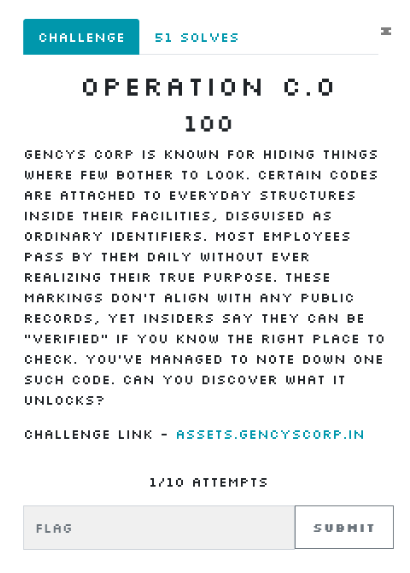 CHALLENGE
51 SOLVES
OPERATION C.O
100
GENCYS CORP IS KNOWN FOR HIDING THINGS
WHERE FEW BOTHER TO LOOK. CERTAIN CODES
ARE ATTACHED TO EVERYDAY STRUCTURES
INSIDE THEIR FACILITIES, DISGUISED AS
ORDINARY IDENTIFIERS. MOST EMPLOYEES
PASS BY THEM DAILY WITHOUT EVER
REALIZING THEIR TRUE PURPOSE. THESE
MARKINGS DON'T ALIGN WITH ANY PUBLIC
RECORDS, YET INSIDERS SAY THEY CAN BE
"VERIFIED" IF YOU KNOW THE RIGHT PLACE TO
CHECK. YOU'VE MANAGED TO NOTE DOWN ONE
SUCH CODE. CAN YOU DISCOVER WHAT IT
UNLOCKS?
CHALLENGE LINK - ASSETS.GENCYSCORP.IN
1/10 ATTEMPTS
FLAG
SUBMIT